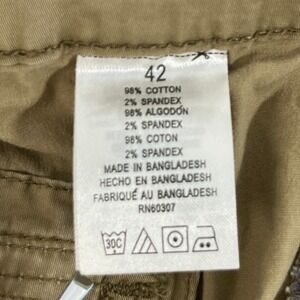 42
98% COTTON
2% SPANDEX
98% ALGODÓN
2% SPANDEX
98% COTON
2% SPANDEX
MADE IN BANGLADESH
HECHO EN BANGLADESH
FABRIQUÉ AU BANGLADESH
RN60307
30C